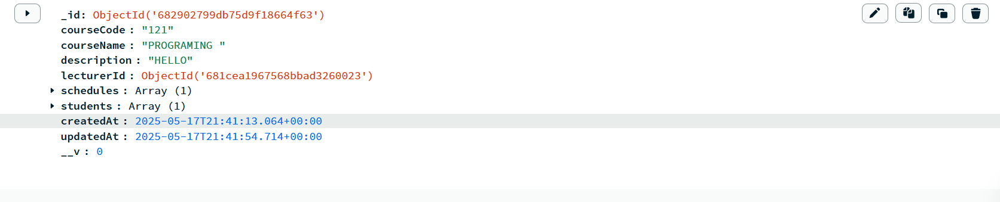 _id: ObjectId('682902799db75d9f18664f63')
courseCode : "121"
courseName : "PROGRAMING "
description : "HELLO"
lecturerId : ObjectId('681cea1967568bbad3260023')
schedules : Array (1)
students : Array (1)
createdAt : 2025-05-17T21:41:13.064+00:00
updatedAt : 2025-05-17T21:41:54.714+00:00
__v : 0